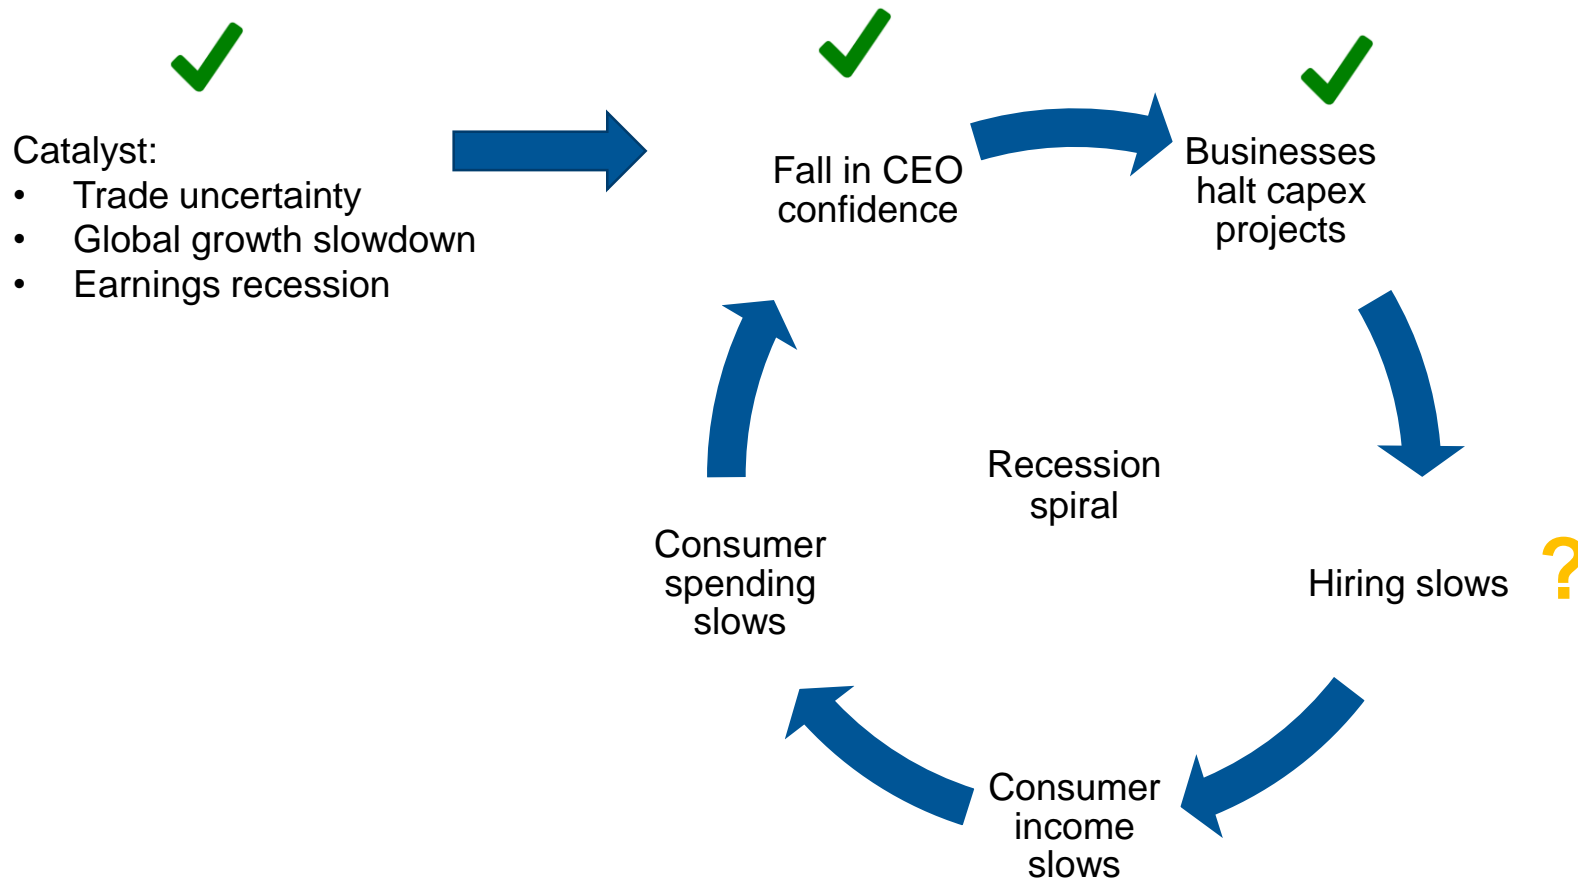 Catalyst:
• Trade uncertainty
• Global growth slowdown
• Earnings recession
Fall in CEO
confidence
Businesses
halt capex
projects
Recession
spiral
Hiring slows
?
Consumer
income
slows
Consumer
spending
slows